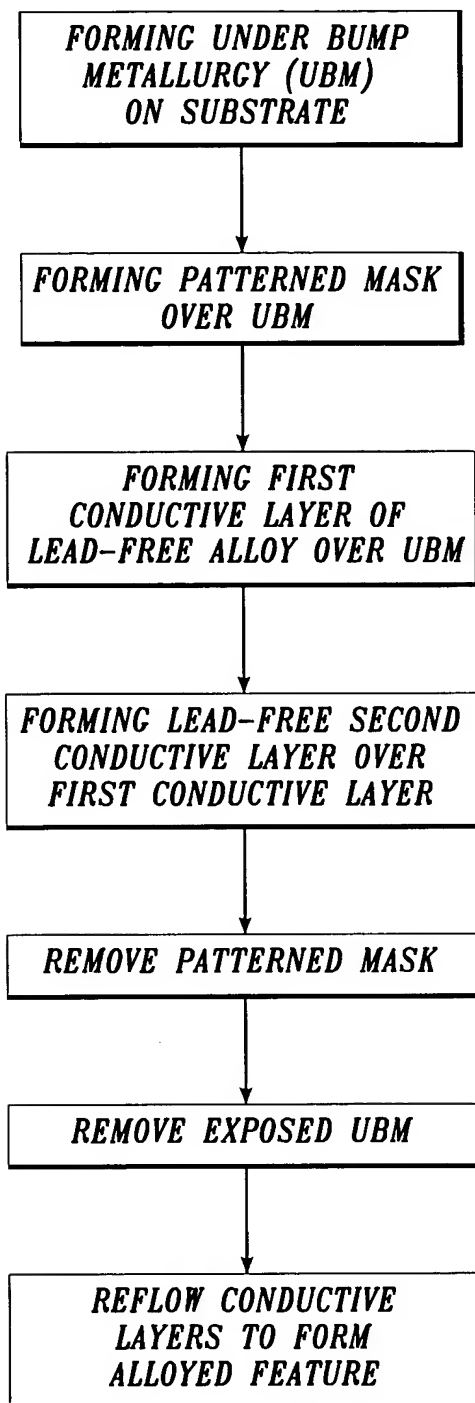 FORMING UNDER BUMP
METALLURGY (UBM)
ON SUBSTRATE
FORMING PATTERNED MASK
OVER UBM
FORMING FIRST
CONDUCTIVE LAYER OF
LEAD-FREE ALLOY OVER UBM
FORMING LEAD-FREE SECOND
CONDUCTIVE LAYER OVER
FIRST CONDUCTIVE LAYER
REMOVE PATTERNED MASK
REMOVE EXPOSED UBM
REFLOW CONDUCTIVE
LAYERS TO FORM
ALLOYED FEATURE